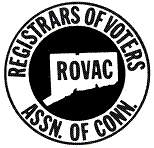 REGISTRARS OF VOTERS
ROVAC
ASSN. OF CONN.